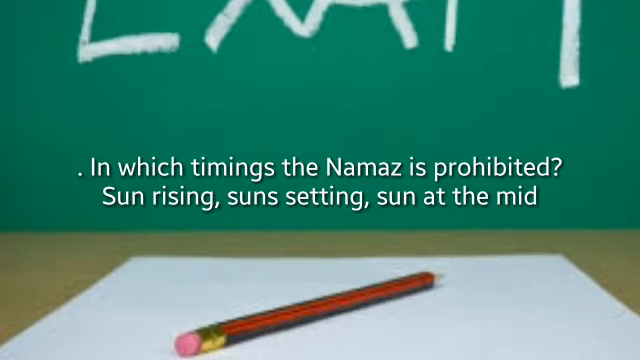 EXAM
. In which timings the Namaz is prohibited?
Sun rising, suns setting, sun at the mid